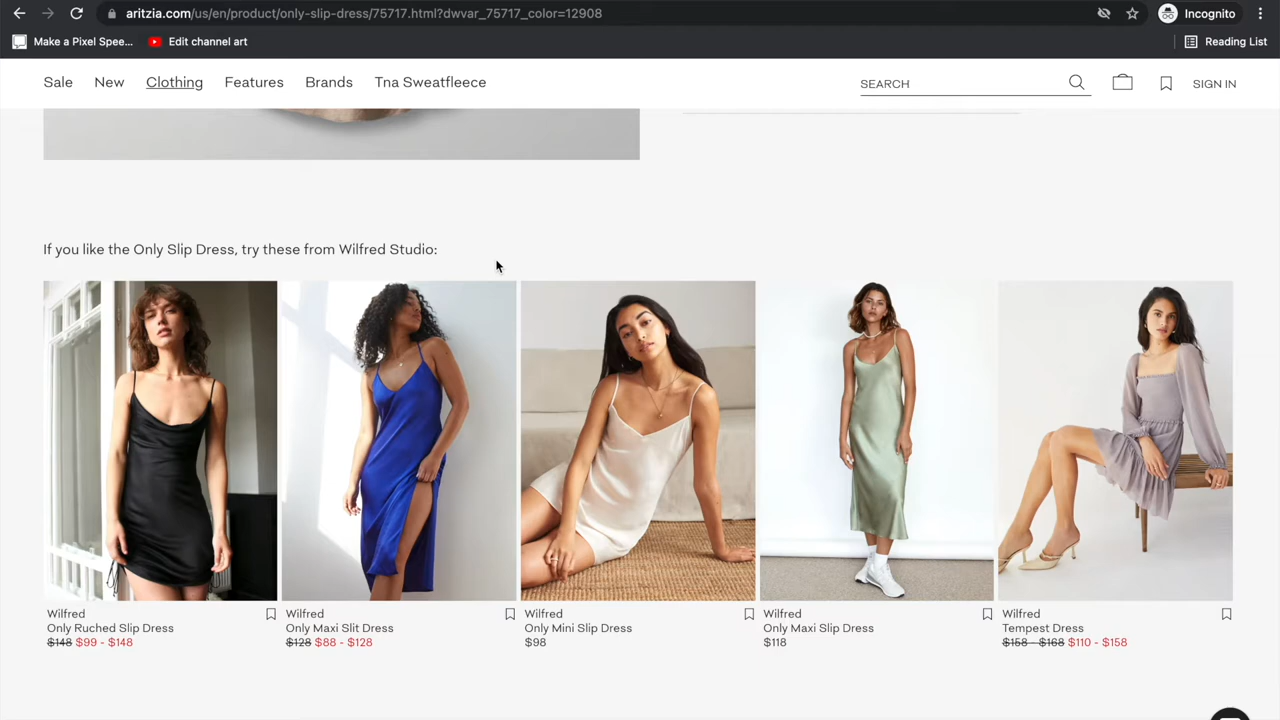 aritzia.com/us/en/product/only-slip-dress/75717.html?dwvar_75717_color=12908
Incognito
Make a Pixel Spee...
Edit channel art
Reading List
Sale
New
Clothing
Features
Brands
Tna Sweatfleece
SEARCH
SIGN IN
If you like the Only Slip Dress, try these from Wilfred Studio:
Wilfred
Only Ruched Slip Dress
$148 $99 - $148
Wilfred
Only Maxi Slit Dress
$128 $88 - $128
Wilfred
Only Mini Slip Dress
$98
Wilfred
Only Maxi Slip Dress
$118
Wilfred
Tempest Dress
$158 - $168 $110 - $158